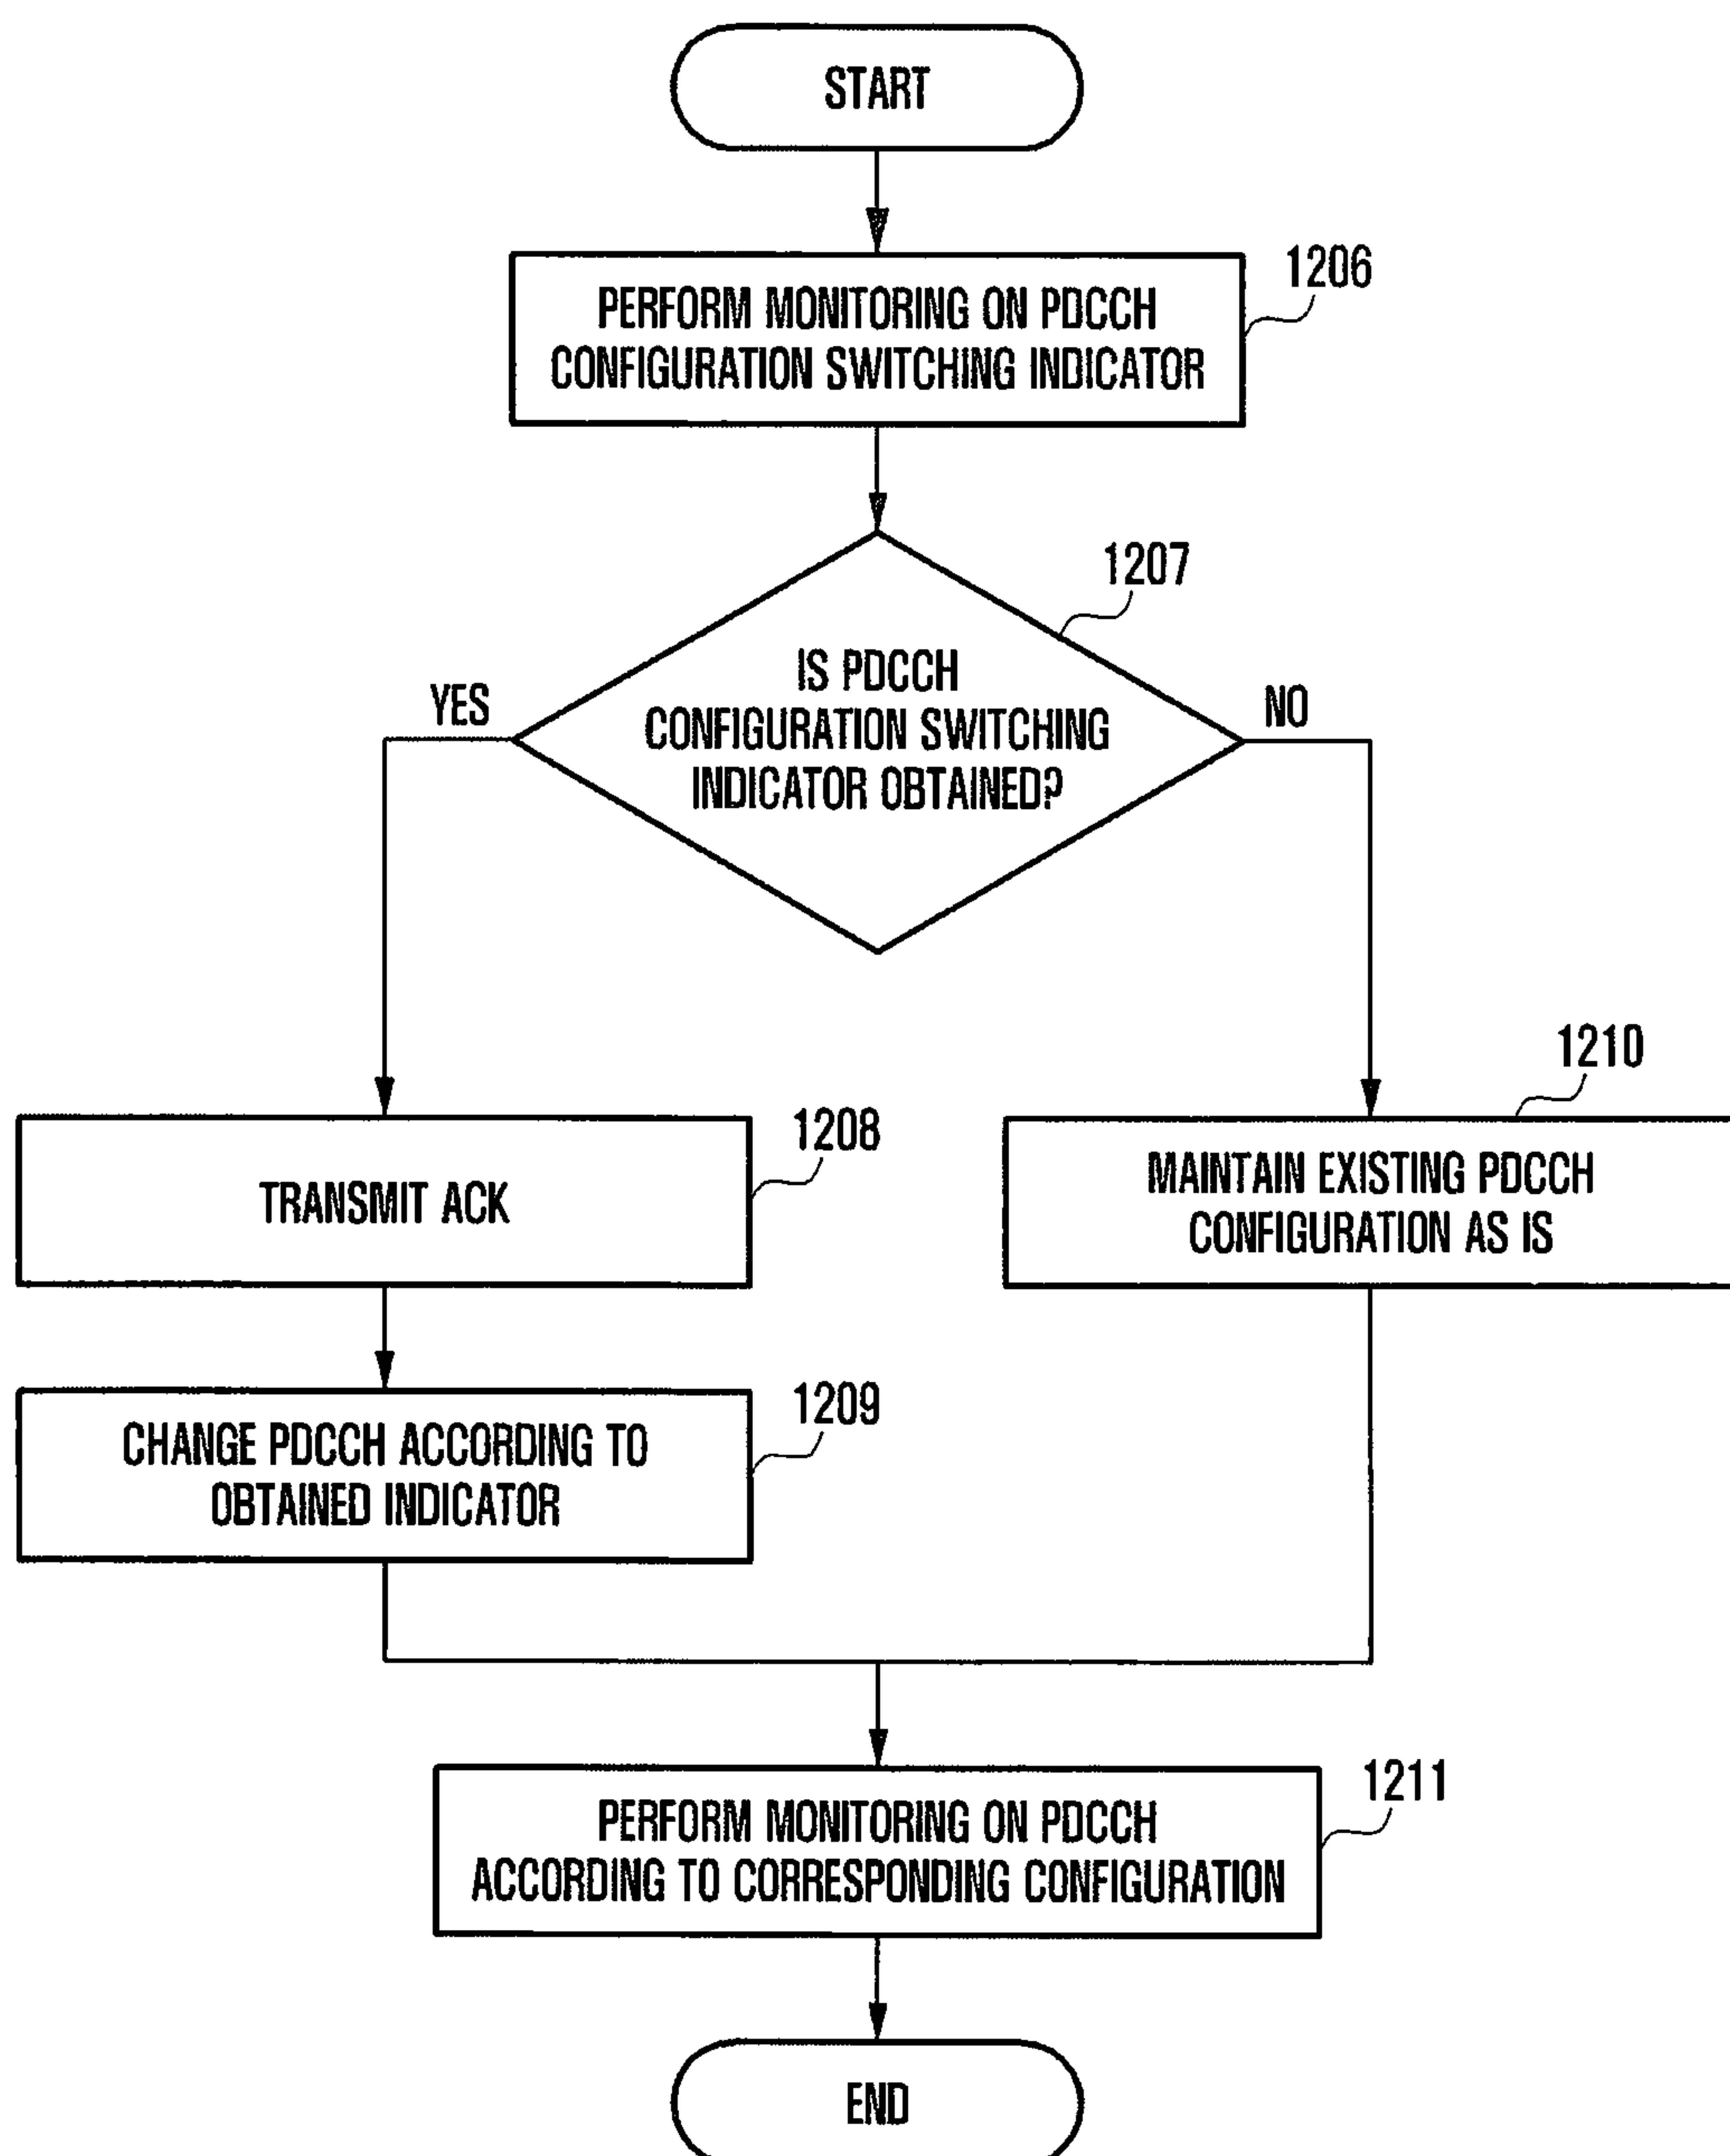 START
1206
PERFORM MONITORING ON PDCCH
CONFIGURATION SWITCHING INDICATOR
1207
IS PDCCH
CONFIGURATION SWITCHING
INDICATOR OBTAINED?
YES
NO
1208
TRANSMIT ACK
1210
MAINTAIN EXISTING PDCCH
CONFIGURATION AS IS
1209
CHANGE PDCCH ACCORDING TO
OBTAINED INDICATOR
1211
PERFORM MONITORING ON PDCCH
ACCORDING TO CORRESPONDING CONFIGURATION
END